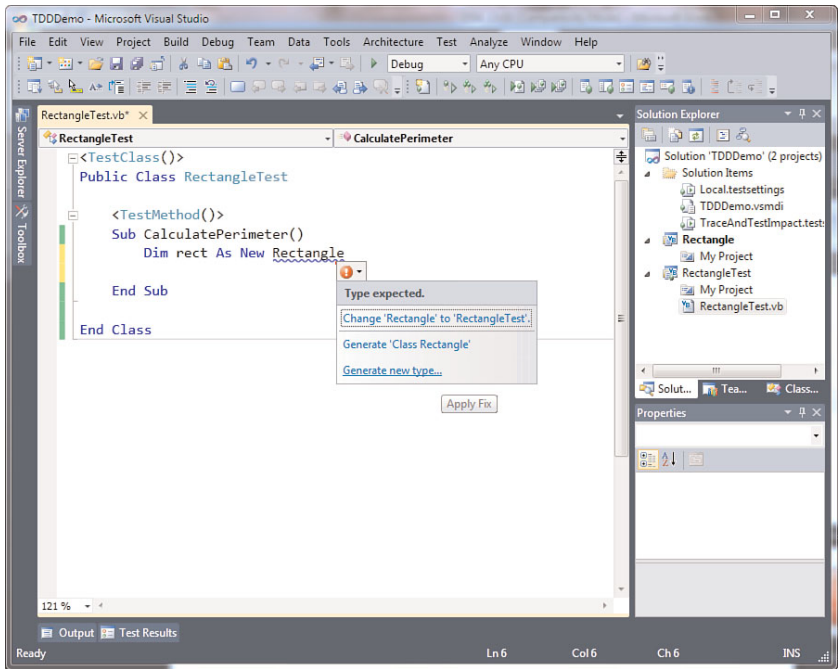 TDDDemo - Microsoft Visual Studio
File Edit View Project Build Debug Team Data Tools Architecture Test Analyze Window Help
Debug Any CPU
RectangleTest.vb*
Solution Explorer
RectangleTest CalculatePerimeter
Server Explorer
Toolbox
<TestClass()>
Public Class RectangleTest
<TestMethod()>
Sub CalculatePerimeter()
Dim rect As New Rectangle
End Sub
End Class
Type expected.
Change 'Rectangle' to 'RectangleTest'.
Generate 'Class Rectangle'
Generate new type...
Apply Fix
Solution 'TDDDemo' (2 projects)
Solution Items
Local.testsettings
TDDDemo.vsmdi
TraceAndTestImpact.tests
Rectangle
My Project
RectangleTest
My Project
RectangleTest.vb
Solut... Tea... Class...
Properties
121 %
Output Test Results
Ready Ln 6 Col 6 Ch 6 INS